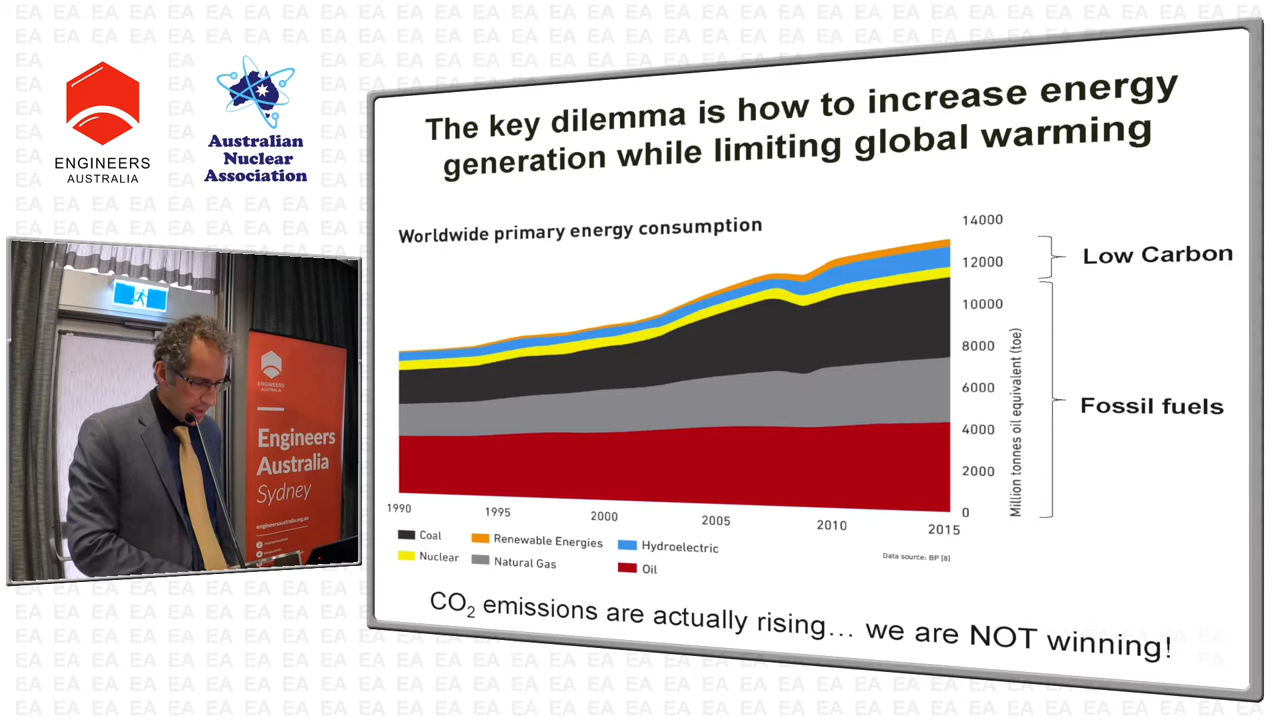 ENGINEERS
AUSTRALIA
Australian
Nuclear
Association
The key dilemma is how to increase energy
generation while limiting global warming
Worldwide primary energy consumption
14000
12000
10000
8000
6000
4000
2000
0
Million tonnes oil equivalent (toe)
Low Carbon
Fossil fuels
1990
1995
2000
2005
2010
2015
Coal
Renewable Energies
Hydroelectric
Nuclear
Natural Gas
Oil
Data source: BP [8]
CO₂ emissions are actually rising... we are NOT winning!
ENGINEERS
AUSTRALIA
Engineers
Australia
Sydney
engineersaustralia.org.au